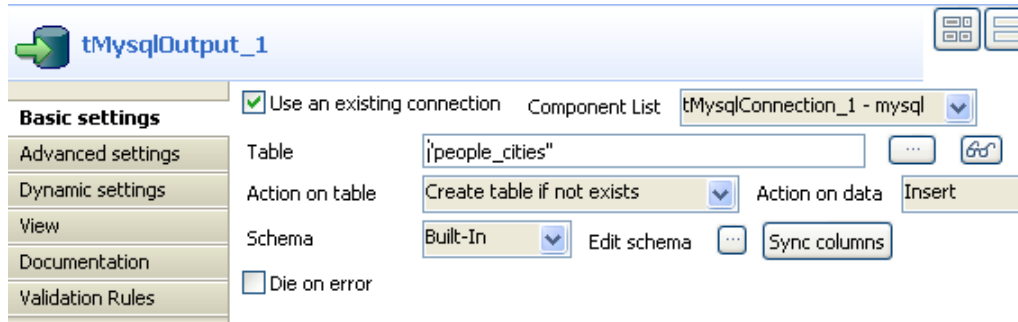 tMysqlOutput_1
Basic settings
Advanced settings
Dynamic settings
View
Documentation
Validation Rules
Use an existing connection Component List tMysqlConnection_1 - mysql
Table "people_cities" ...
Action on table Create table if not exists Action on data Insert
Schema Built-In Edit schema ... Sync columns
Die on error